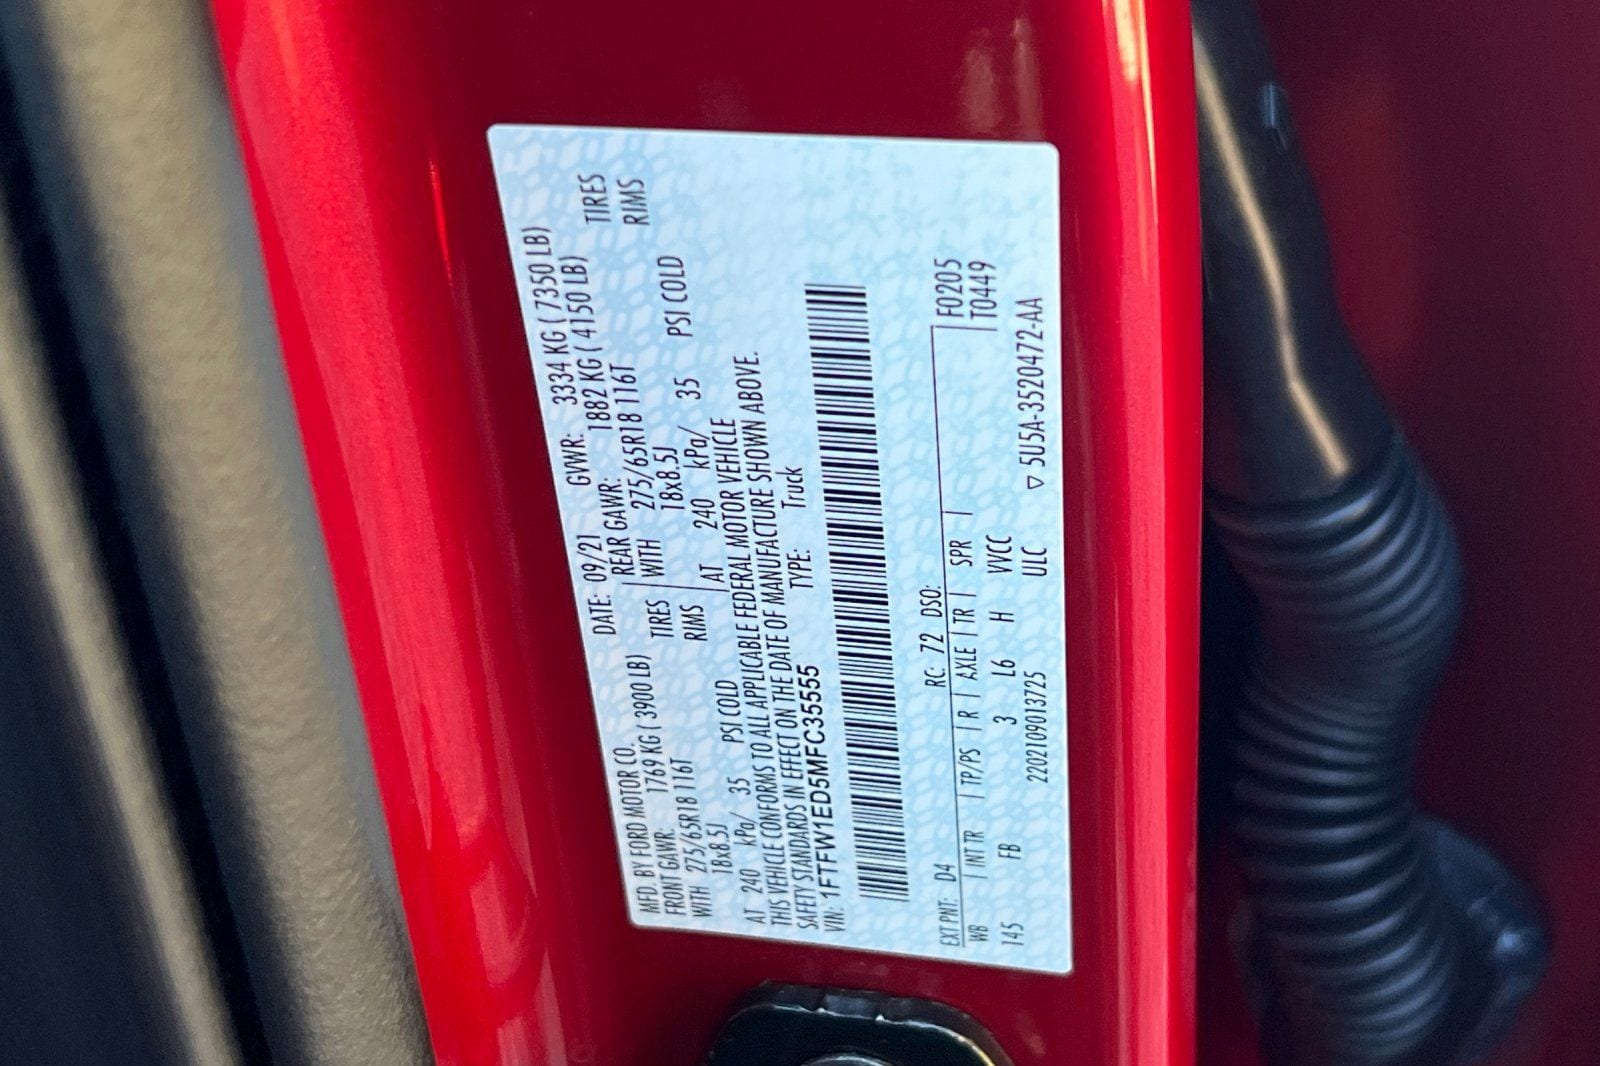 MFD. BY FORD MOTOR CO.
DATE: 09/21 GVWR: 3334 KG ( 7350 LB)
FRONT GAWR: 1769 KG ( 3900 LB) REAR GAWR: 1882 KG ( 4150 LB)
WITH 275/65R18 116T TIRES WITH 275/65R18 116T TIRES
18x8.5J RIMS 18x8.5J RIMS
AT 240 kPa/ 35 PSI COLD AT 240 kPa/ 35 PSI COLD
THIS VEHICLE CONFORMS TO ALL APPLICABLE FEDERAL MOTOR VEHICLE
SAFETY STANDARDS IN EFFECT ON THE DATE OF MANUFACTURE SHOWN ABOVE.
VIN: 1FTFW1ED5MFC35555 TYPE: Truck
EXT PNT: D4 RC: 72 DSO: F0205
WB | INT TR | TP/PS | R | AXLE | TR | SPR | T0449
145 FB 3 L6 H VVCC
220210913725 ULC ▽ 5U5A-3520472-AA